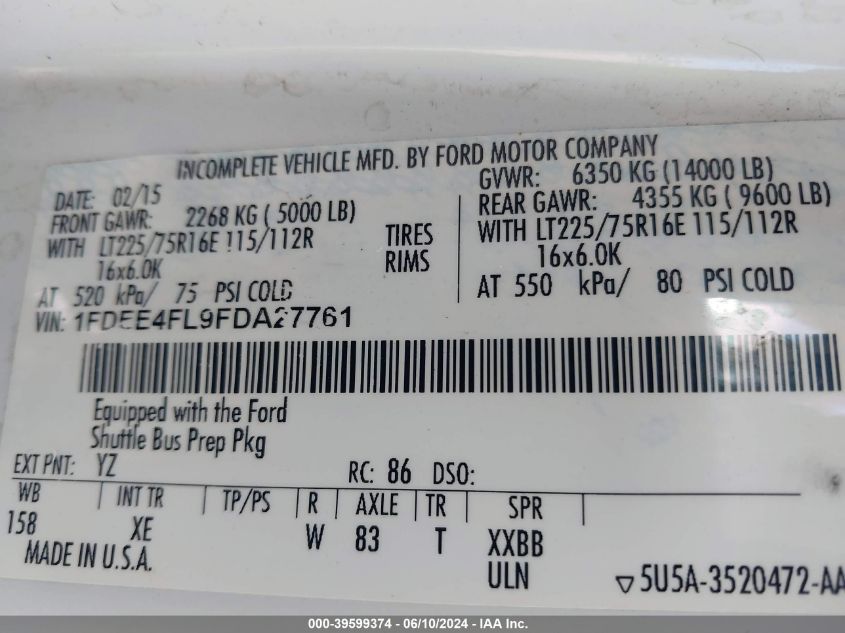 INCOMPLETE VEHICLE MFD. BY FORD MOTOR COMPANY
DATE: 02/15
GVWR: 6350 KG (14000 LB)
FRONT GAWR: 2268 KG ( 5000 LB)
REAR GAWR: 4355 KG ( 9600 LB)
WITH LT225/75R16E 115/112R
TIRES
WITH LT225/75R16E 115/112R
16x6.0K
RIMS
16x6.0K
AT 520 kPa/ 75 PSI COLD
AT 550 kPa/ 80 PSI COLD
VIN: 1FDEE4FL9FDA27761
Equipped with the Ford
Shuttle Bus Prep Pkg
EXT PNT: YZ
RC: 86 DSO:
WB | INT TR | TP/PS | R | AXLE | TR | SPR |
158 XE W 83 T XXBB
MADE IN U.S.A.
ULN
▽5U5A-3520472-AA
000-39599374 - 06/10/2024 - IAA Inc.